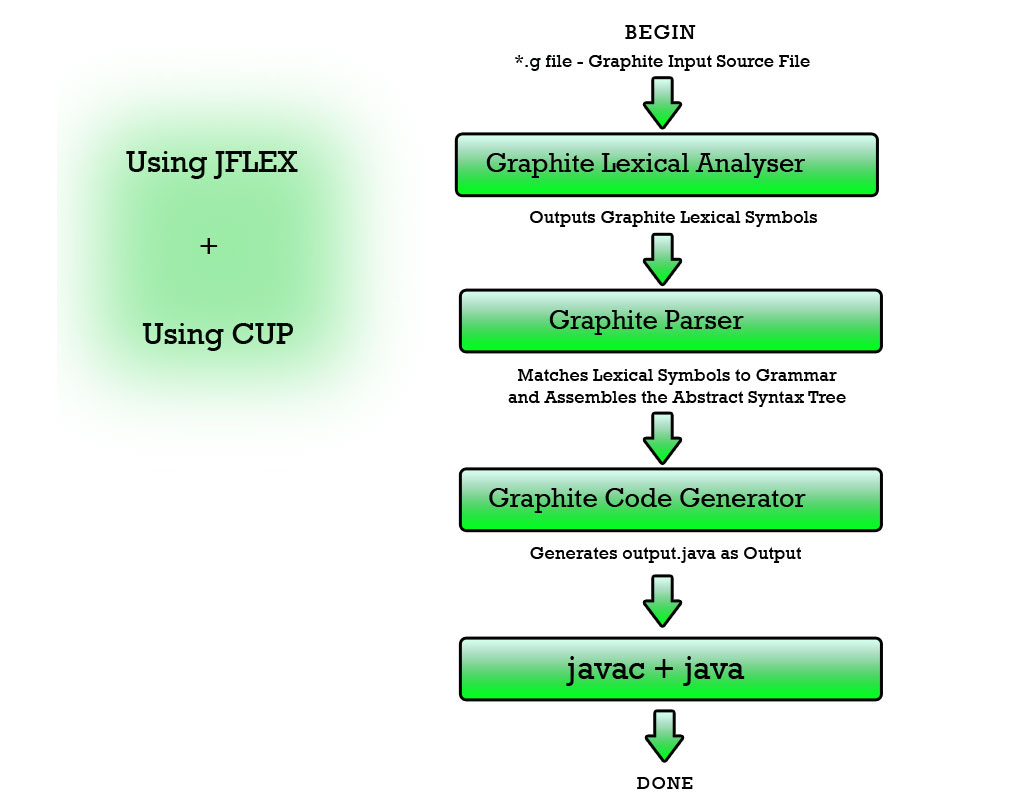 Using JFLEX
+
Using CUP
BEGIN
*.g file - Graphite Input Source File
Graphite Lexical Analyser
Outputs Graphite Lexical Symbols
Graphite Parser
Matches Lexical Symbols to Grammar
and Assembles the Abstract Syntax Tree
Graphite Code Generator
Generates output.java as Output
javac + java
DONE